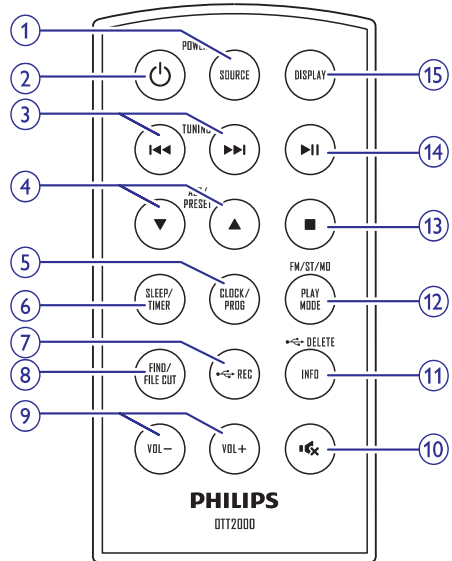 1
POWER
2
SOURCE
DISPLAY
15
3
TUNING
14
4
PRESET
13
5
FM/ST/MO
6
SLEEP/
TIMER
CLOCK/
PROG
PLAY
MODE
12
7
DELETE
8
FIND/
FILE CUT
REC
INFO
11
9
VOL-
VOL+
10
PHILIPS
OTT2000